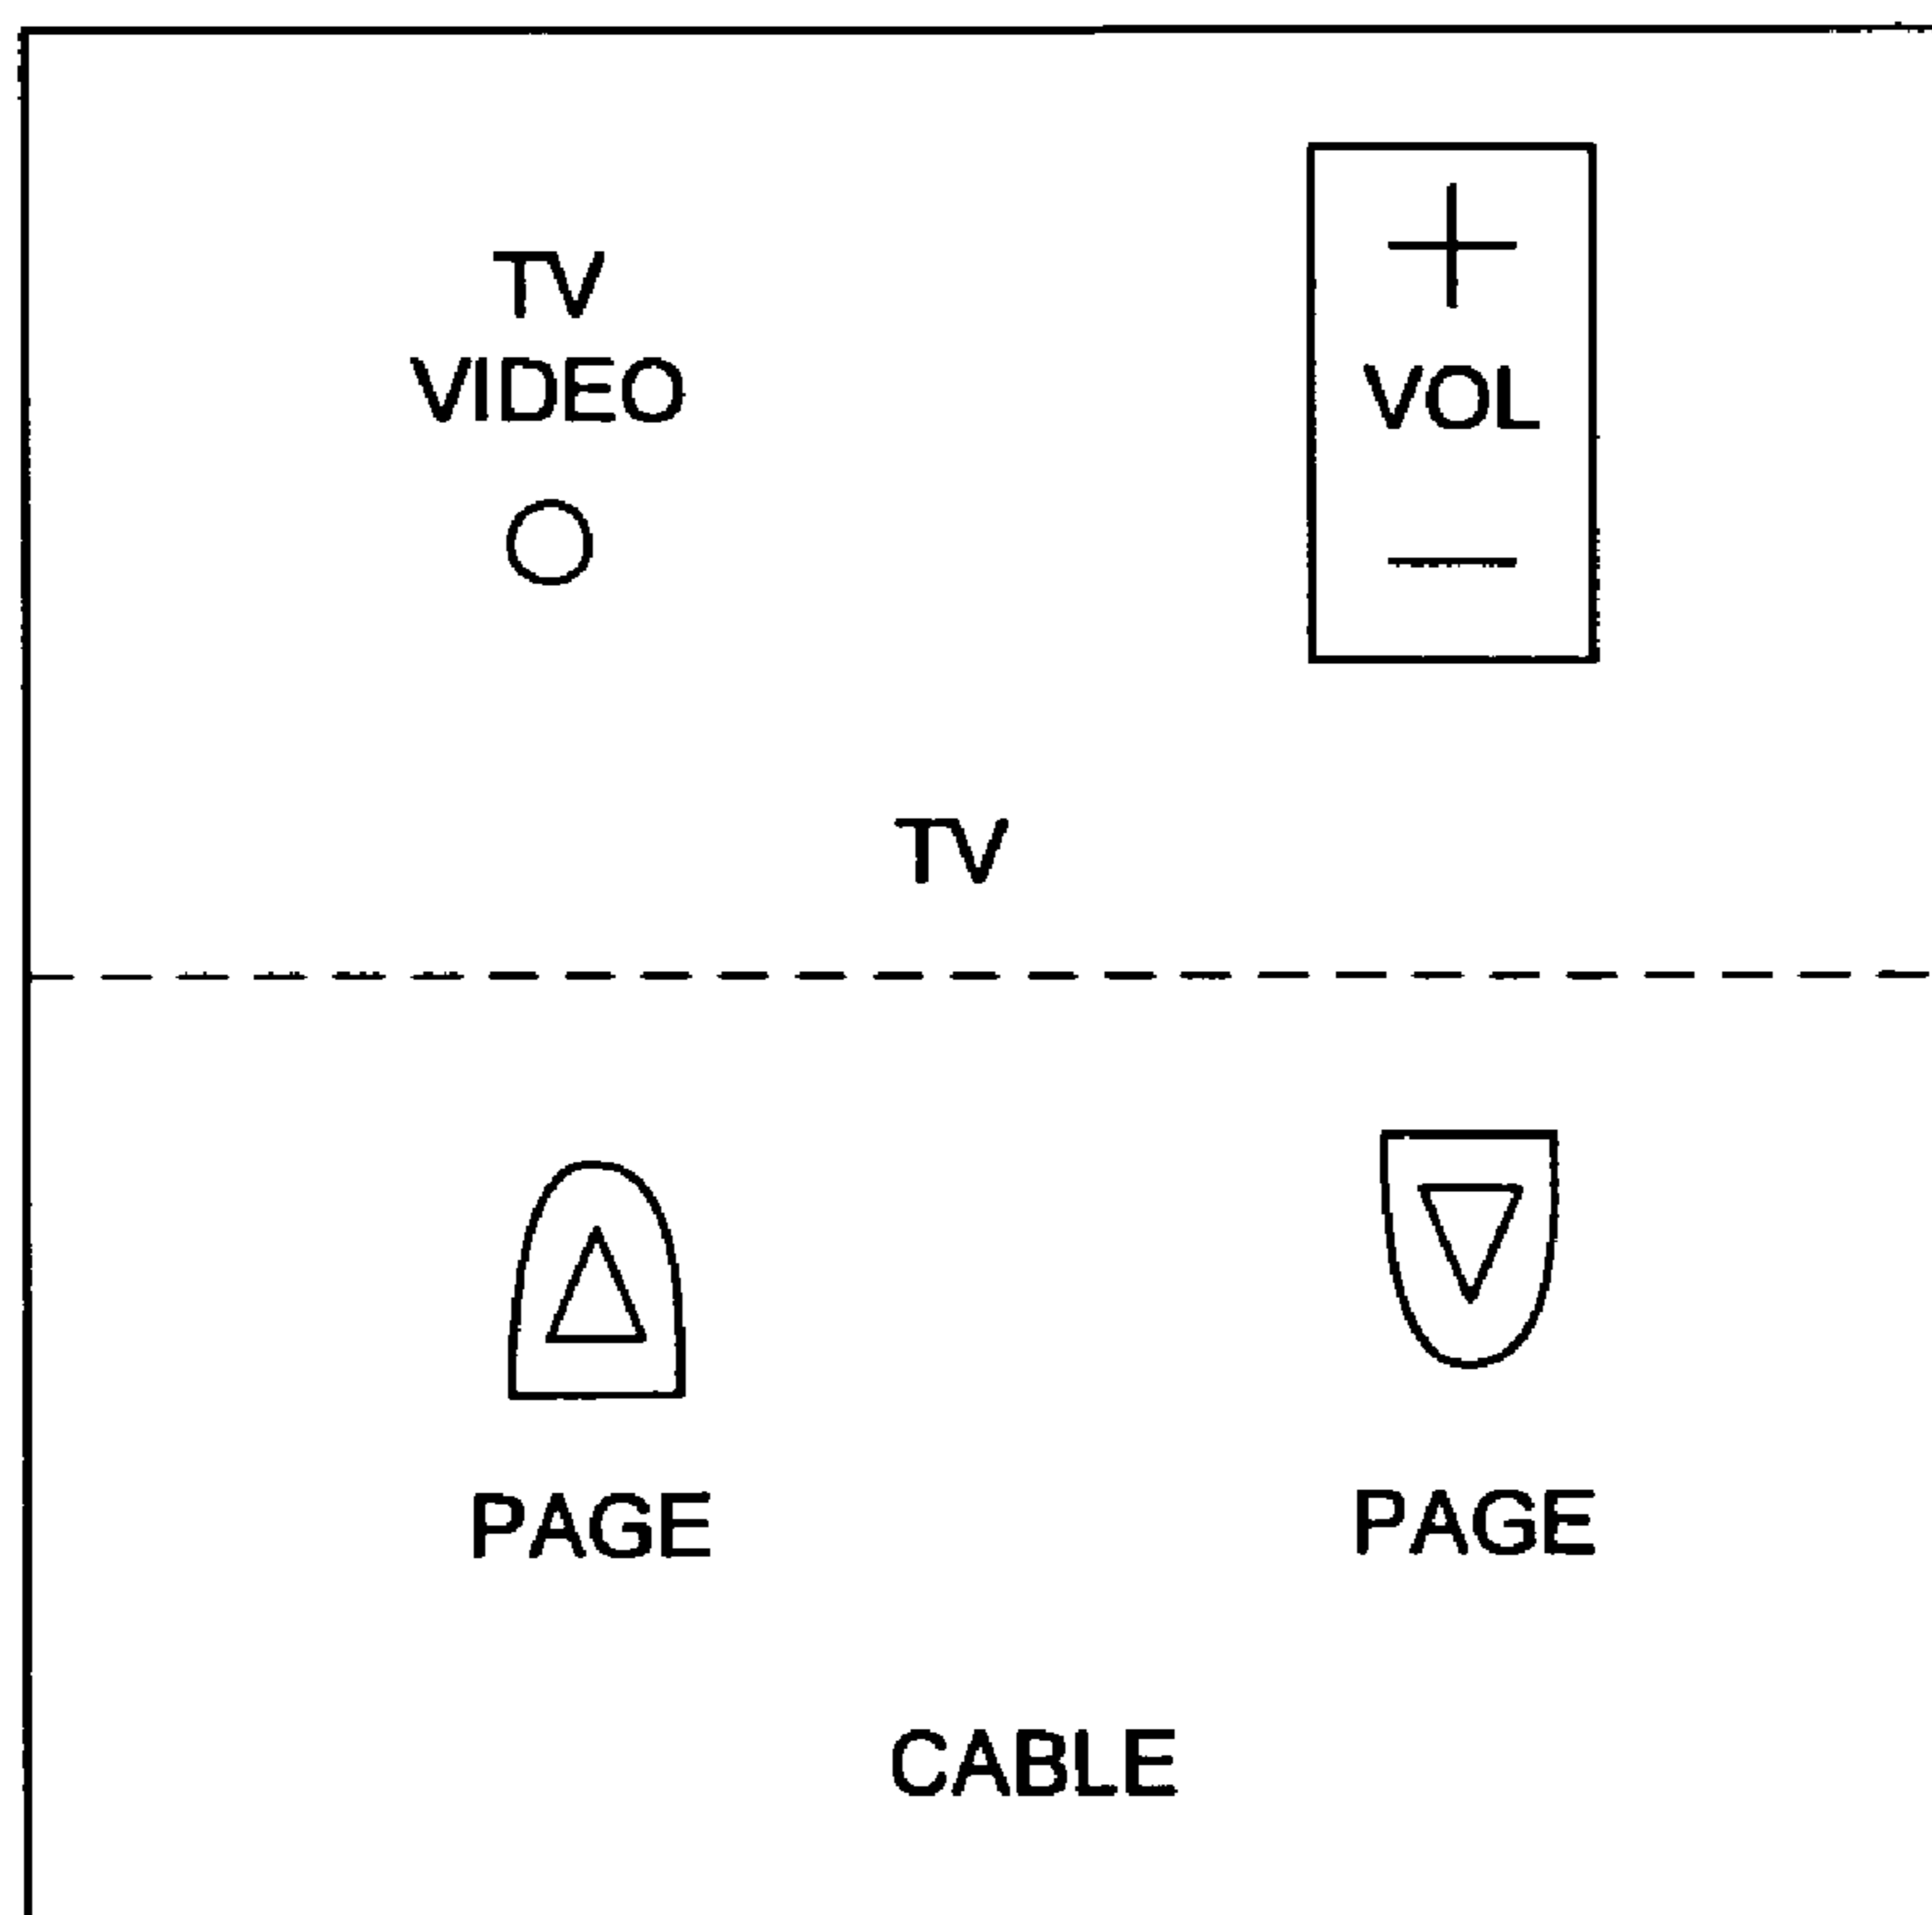 TV
VIDEO
+
VOL
−
TV
PAGE
PAGE
CABLE